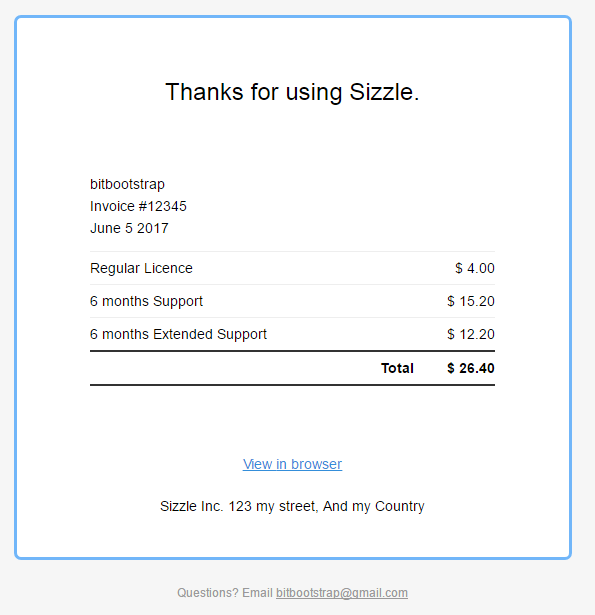 Thanks for using Sizzle.
bitbootstrap
Invoice #12345
June 5 2017
Regular Licence $ 4.00
6 months Support $ 15.20
6 months Extended Support $ 12.20
Total $ 26.40
View in browser
Sizzle Inc. 123 my street, And my Country
Questions? Email bitbootstrap@gmail.com